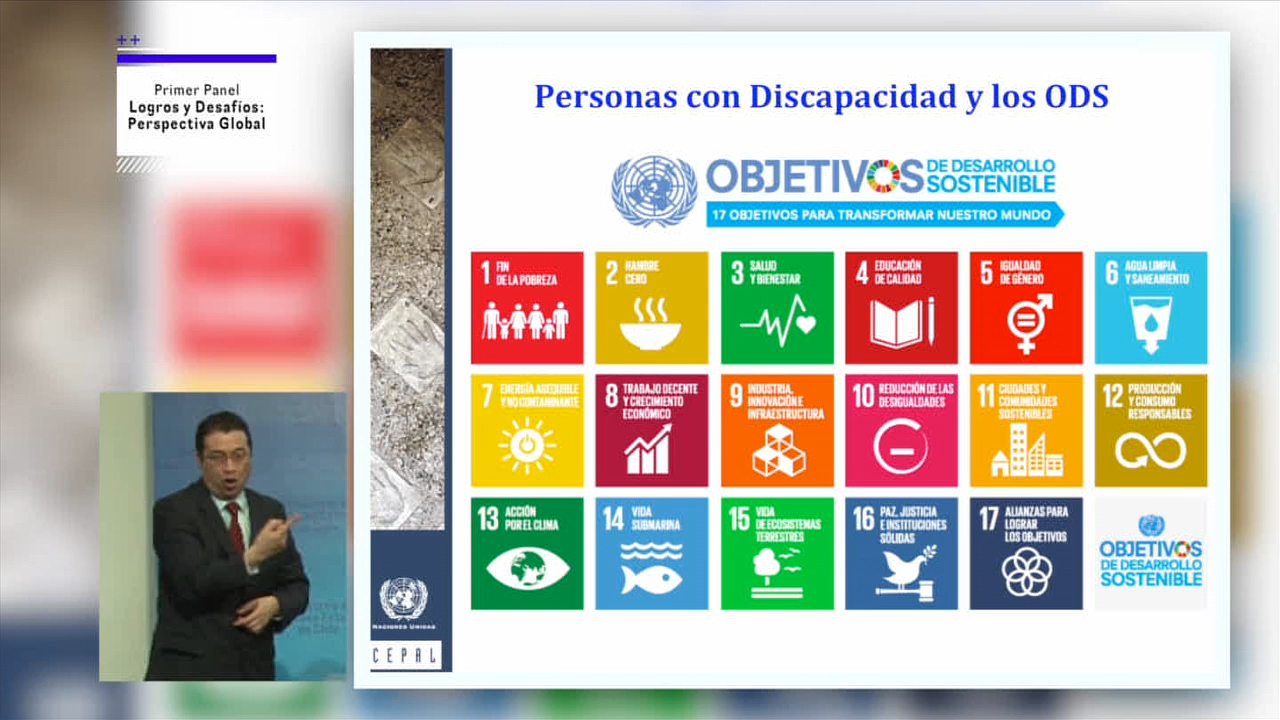 ++
Primer Panel
Logros y Desafíos:
Perspectiva Global
Personas con Discapacidad y los ODS
OBJETIVOS DE DESARROLLO
SOSTENIBLE
17 OBJETIVOS PARA TRANSFORMAR NUESTRO MUNDO
1 FIN
DE LA POBREZA
2 HAMBRE
CERO
3 SALUD
Y BIENESTAR
4 EDUCACIÓN
DE CALIDAD
5 IGUALDAD
DE GÉNERO
6 AGUA LIMPIA
Y SANEAMIENTO
7 ENERGÍA ASEQUIBLE
Y NO CONTAMINANTE
8 TRABAJO DECENTE
Y CRECIMIENTO
ECONÓMICO
9 INDUSTRIA,
INNOVACIÓN E
INFRAESTRUCTURA
10 REDUCCIÓN DE LAS
DESIGUALDADES
11 CIUDADES Y
COMUNIDADES
SOSTENIBLES
12 PRODUCCIÓN
Y CONSUMO
RESPONSABLES
13 ACCIÓN
POR EL CLIMA
14 VIDA
SUBMARINA
15 VIDA
DE ECOSISTEMAS
TERRESTRES
16 PAZ, JUSTICIA
E INSTITUCIONES
SÓLIDAS
17 ALIANZAS PARA
LOGRAR
LOS OBJETIVOS
OBJETIVOS
DE DESARROLLO
SOSTENIBLE
NACIONES UNIDAS
CEPAL